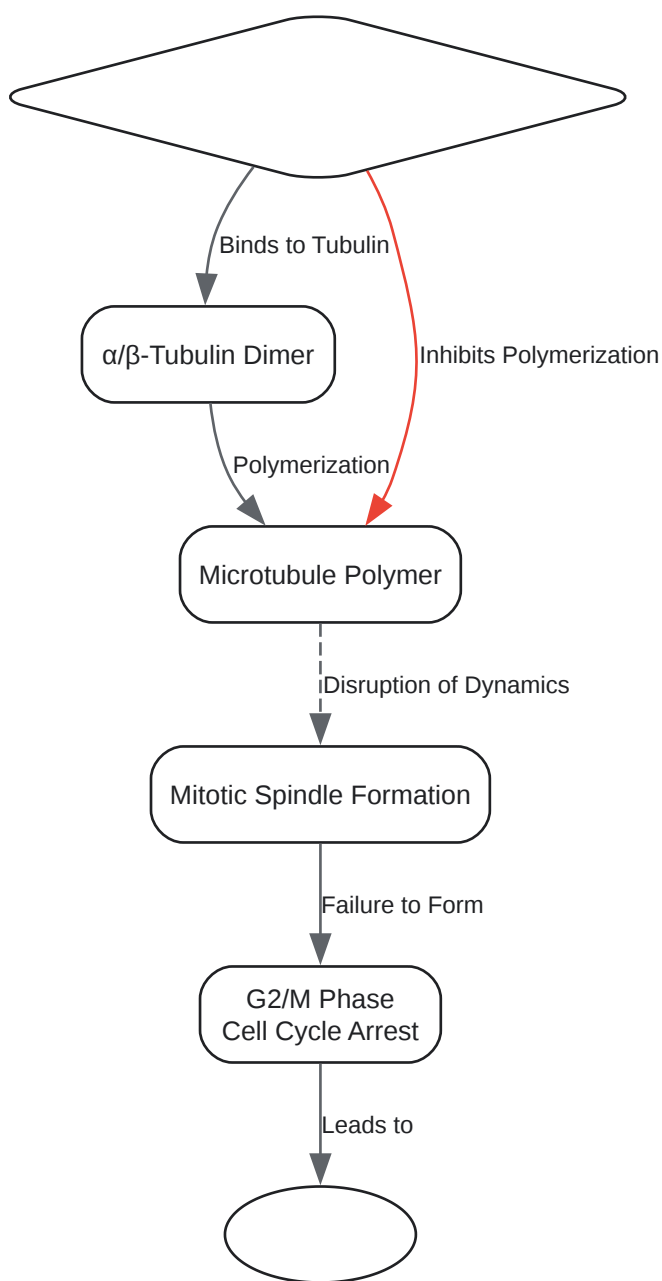 Binds to Tubulin
α/β-Tubulin Dimer
Inhibits Polymerization
Polymerization
Microtubule Polymer
Disruption of Dynamics
Mitotic Spindle Formation
Failure to Form
G2/M Phase
Cell Cycle Arrest
Leads to